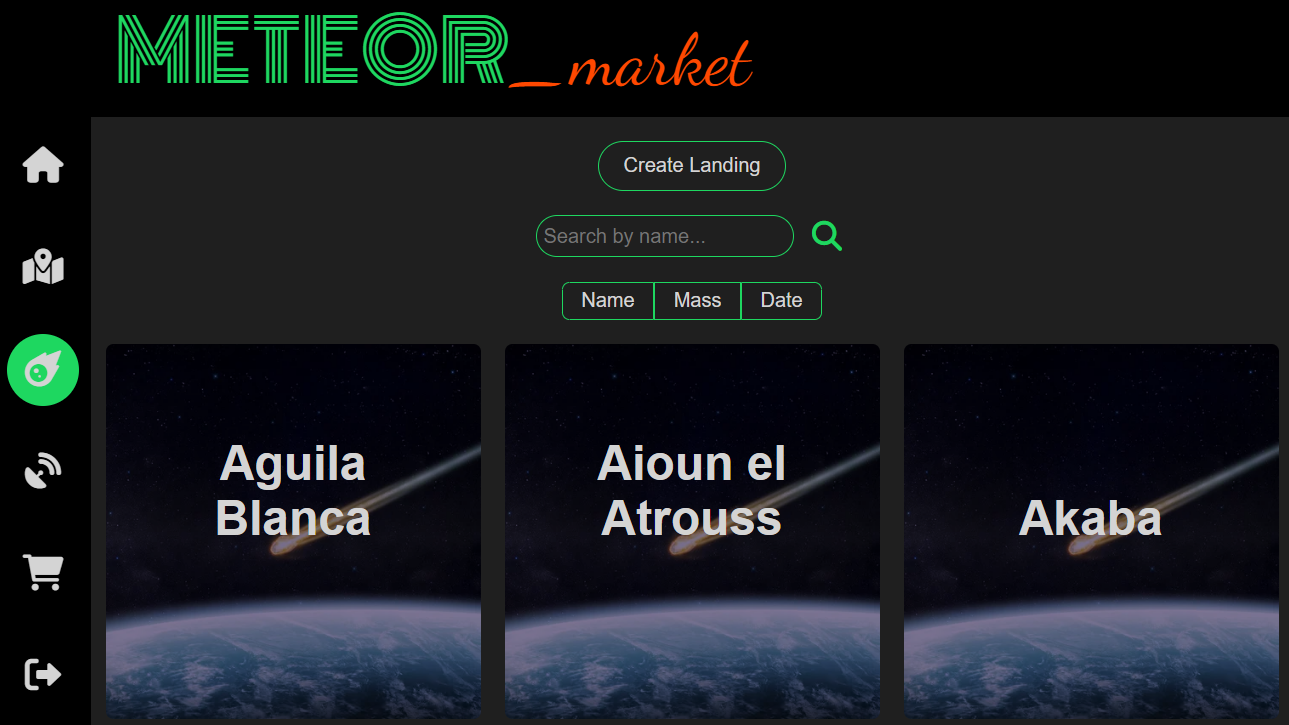 METEOR_market
Create Landing
Search by name...
Name Mass Date
Aguila
Blanca
Aioun el
Atrouss
Akaba